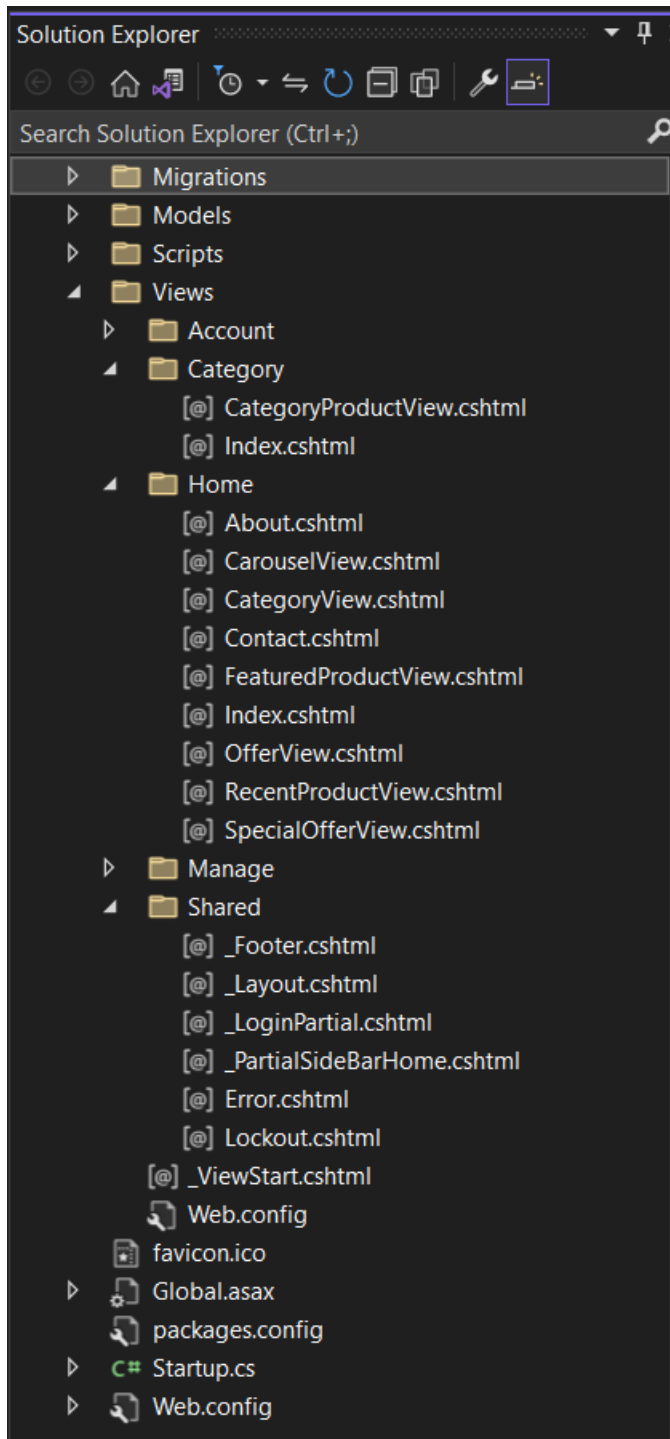 Solution Explorer
Search Solution Explorer (Ctrl+;)
Migrations
Models
Scripts
Views
Account
Category
[@] CategoryProductView.cshtml
[@] Index.cshtml
Home
[@] About.cshtml
[@] CarouselView.cshtml
[@] CategoryView.cshtml
[@] Contact.cshtml
[@] FeaturedProductView.cshtml
[@] Index.cshtml
[@] OfferView.cshtml
[@] RecentProductView.cshtml
[@] SpecialOfferView.cshtml
Manage
Shared
[@] _Footer.cshtml
[@] _Layout.cshtml
[@] _LoginPartial.cshtml
[@] _PartialSideBarHome.cshtml
[@] Error.cshtml
[@] Lockout.cshtml
[@] _ViewStart.cshtml
Web.config
favicon.ico
Global.asax
packages.config
C# Startup.cs
Web.config